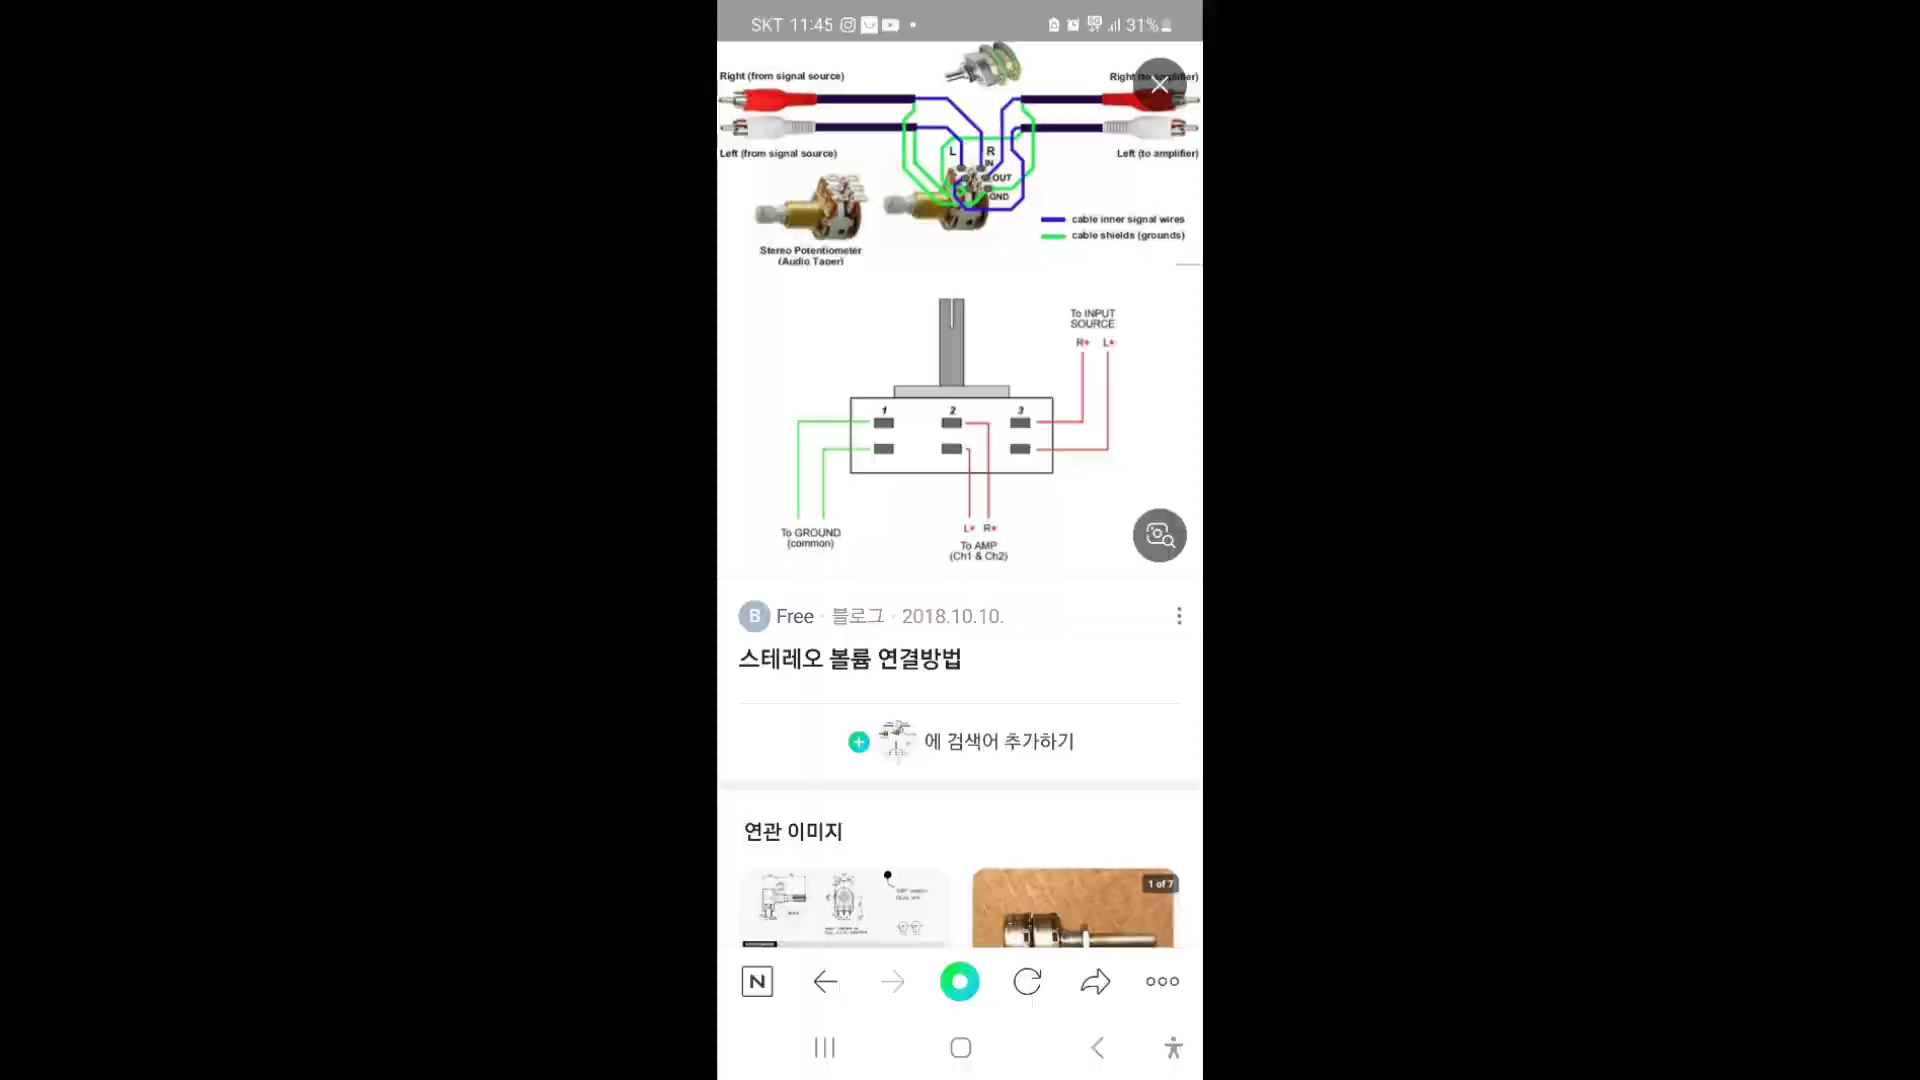 SKT 11:45
31%
Right (from signal source)
Left (from signal source)
Left (to amplifier)
L R
IN
OUT
GND
cable inner signal wires
cable shields (grounds)
Stereo Potentiometer
(Audio Taper)
To INPUT
SOURCE
R+ L+
1 2 3
To GROUND
(common)
L+ R+
To AMP
(Ch1 & Ch2)
B Free · 블로그 · 2018.10.10.
스테레오 볼륨 연결방법
에 검색어 추가하기
연관 이미지
1 of 7
N